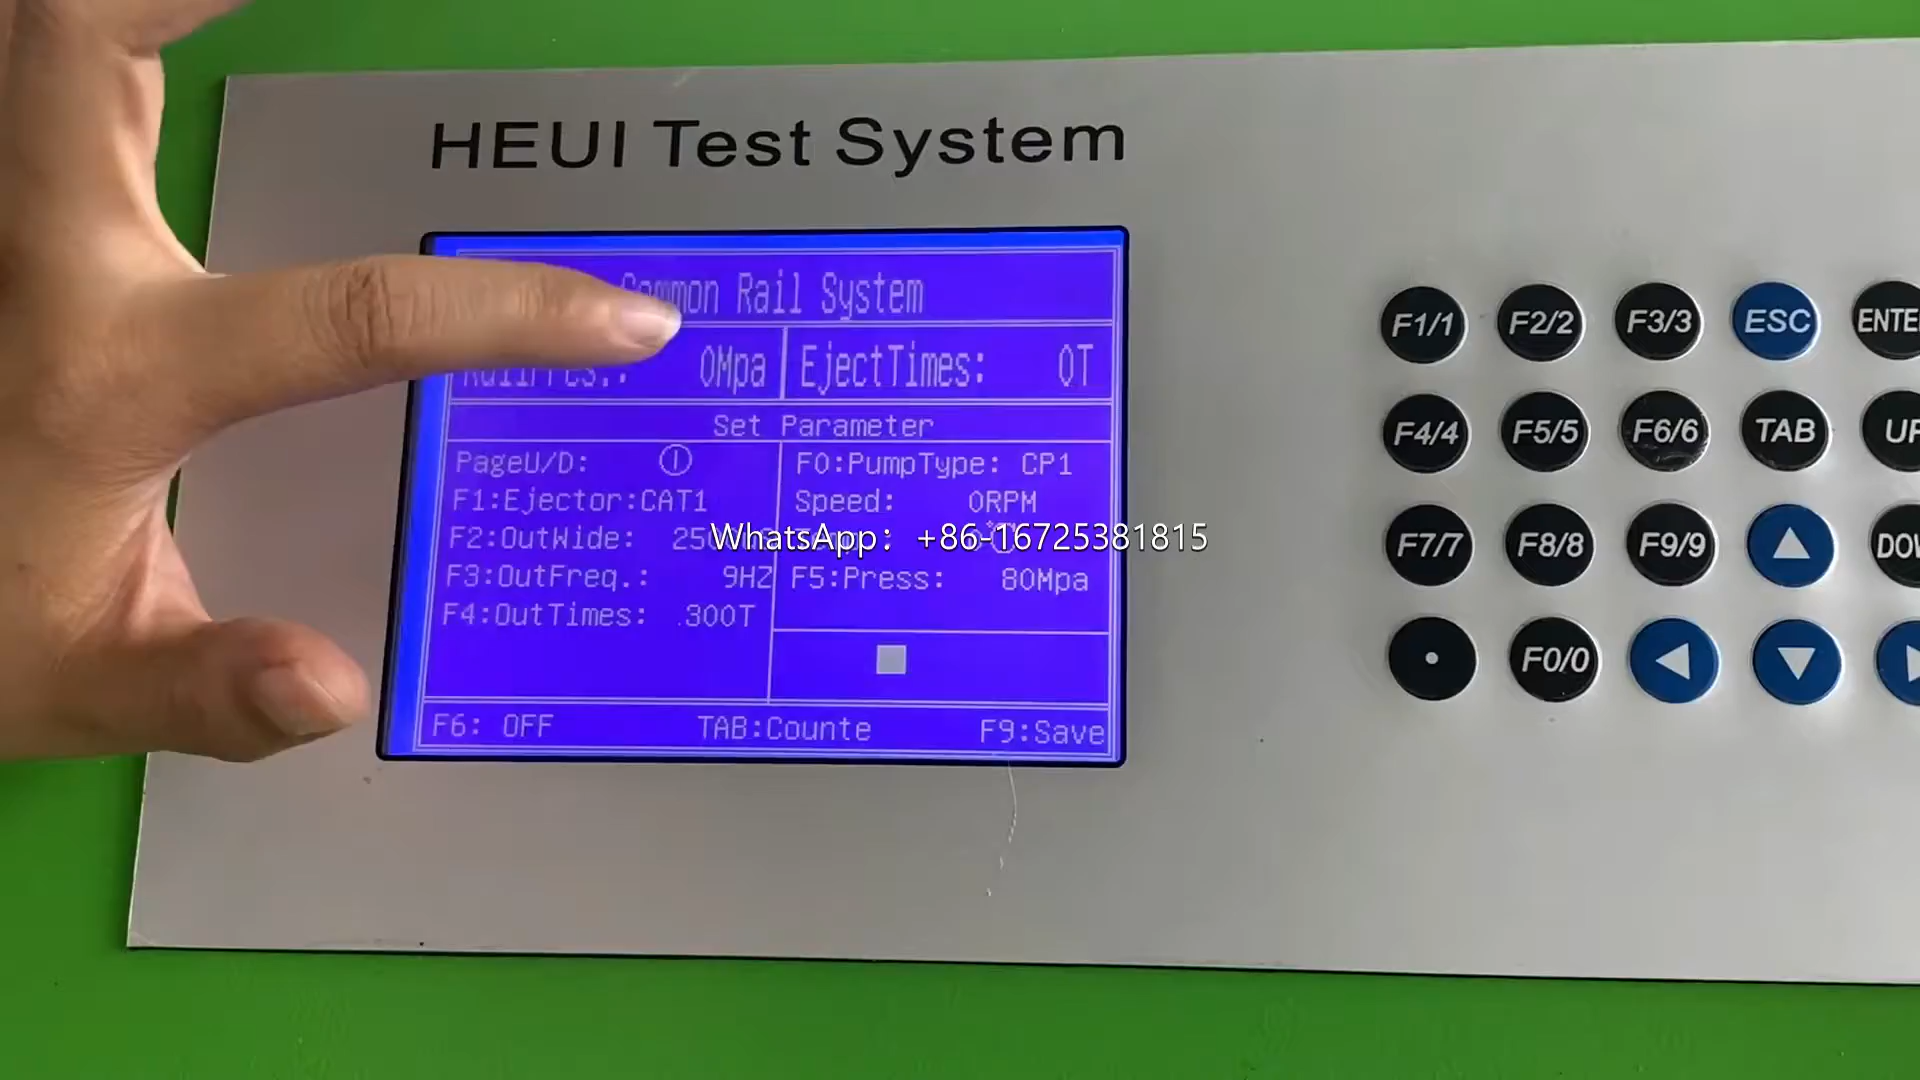 HEUI Test System
Common Rail System
RailPres.: 0Mpa EjectTimes: 0T
Set Parameter
PageU/D: F0:PumpType: CP1
F1:Ejector:CAT1 Speed: 0RPM
F2:OutWide:
WhatsApp: +86-16725381815
F3:OutFreq.: 9HZ F5:Press: 80Mpa
F4:OutTimes: .300T
F6: OFF TAB:Counte F9:Save
F1/1 F2/2 F3/3 ESC
F4/4 F5/5 F6/6 TAB
F7/7 F8/8 F9/9
F0/0